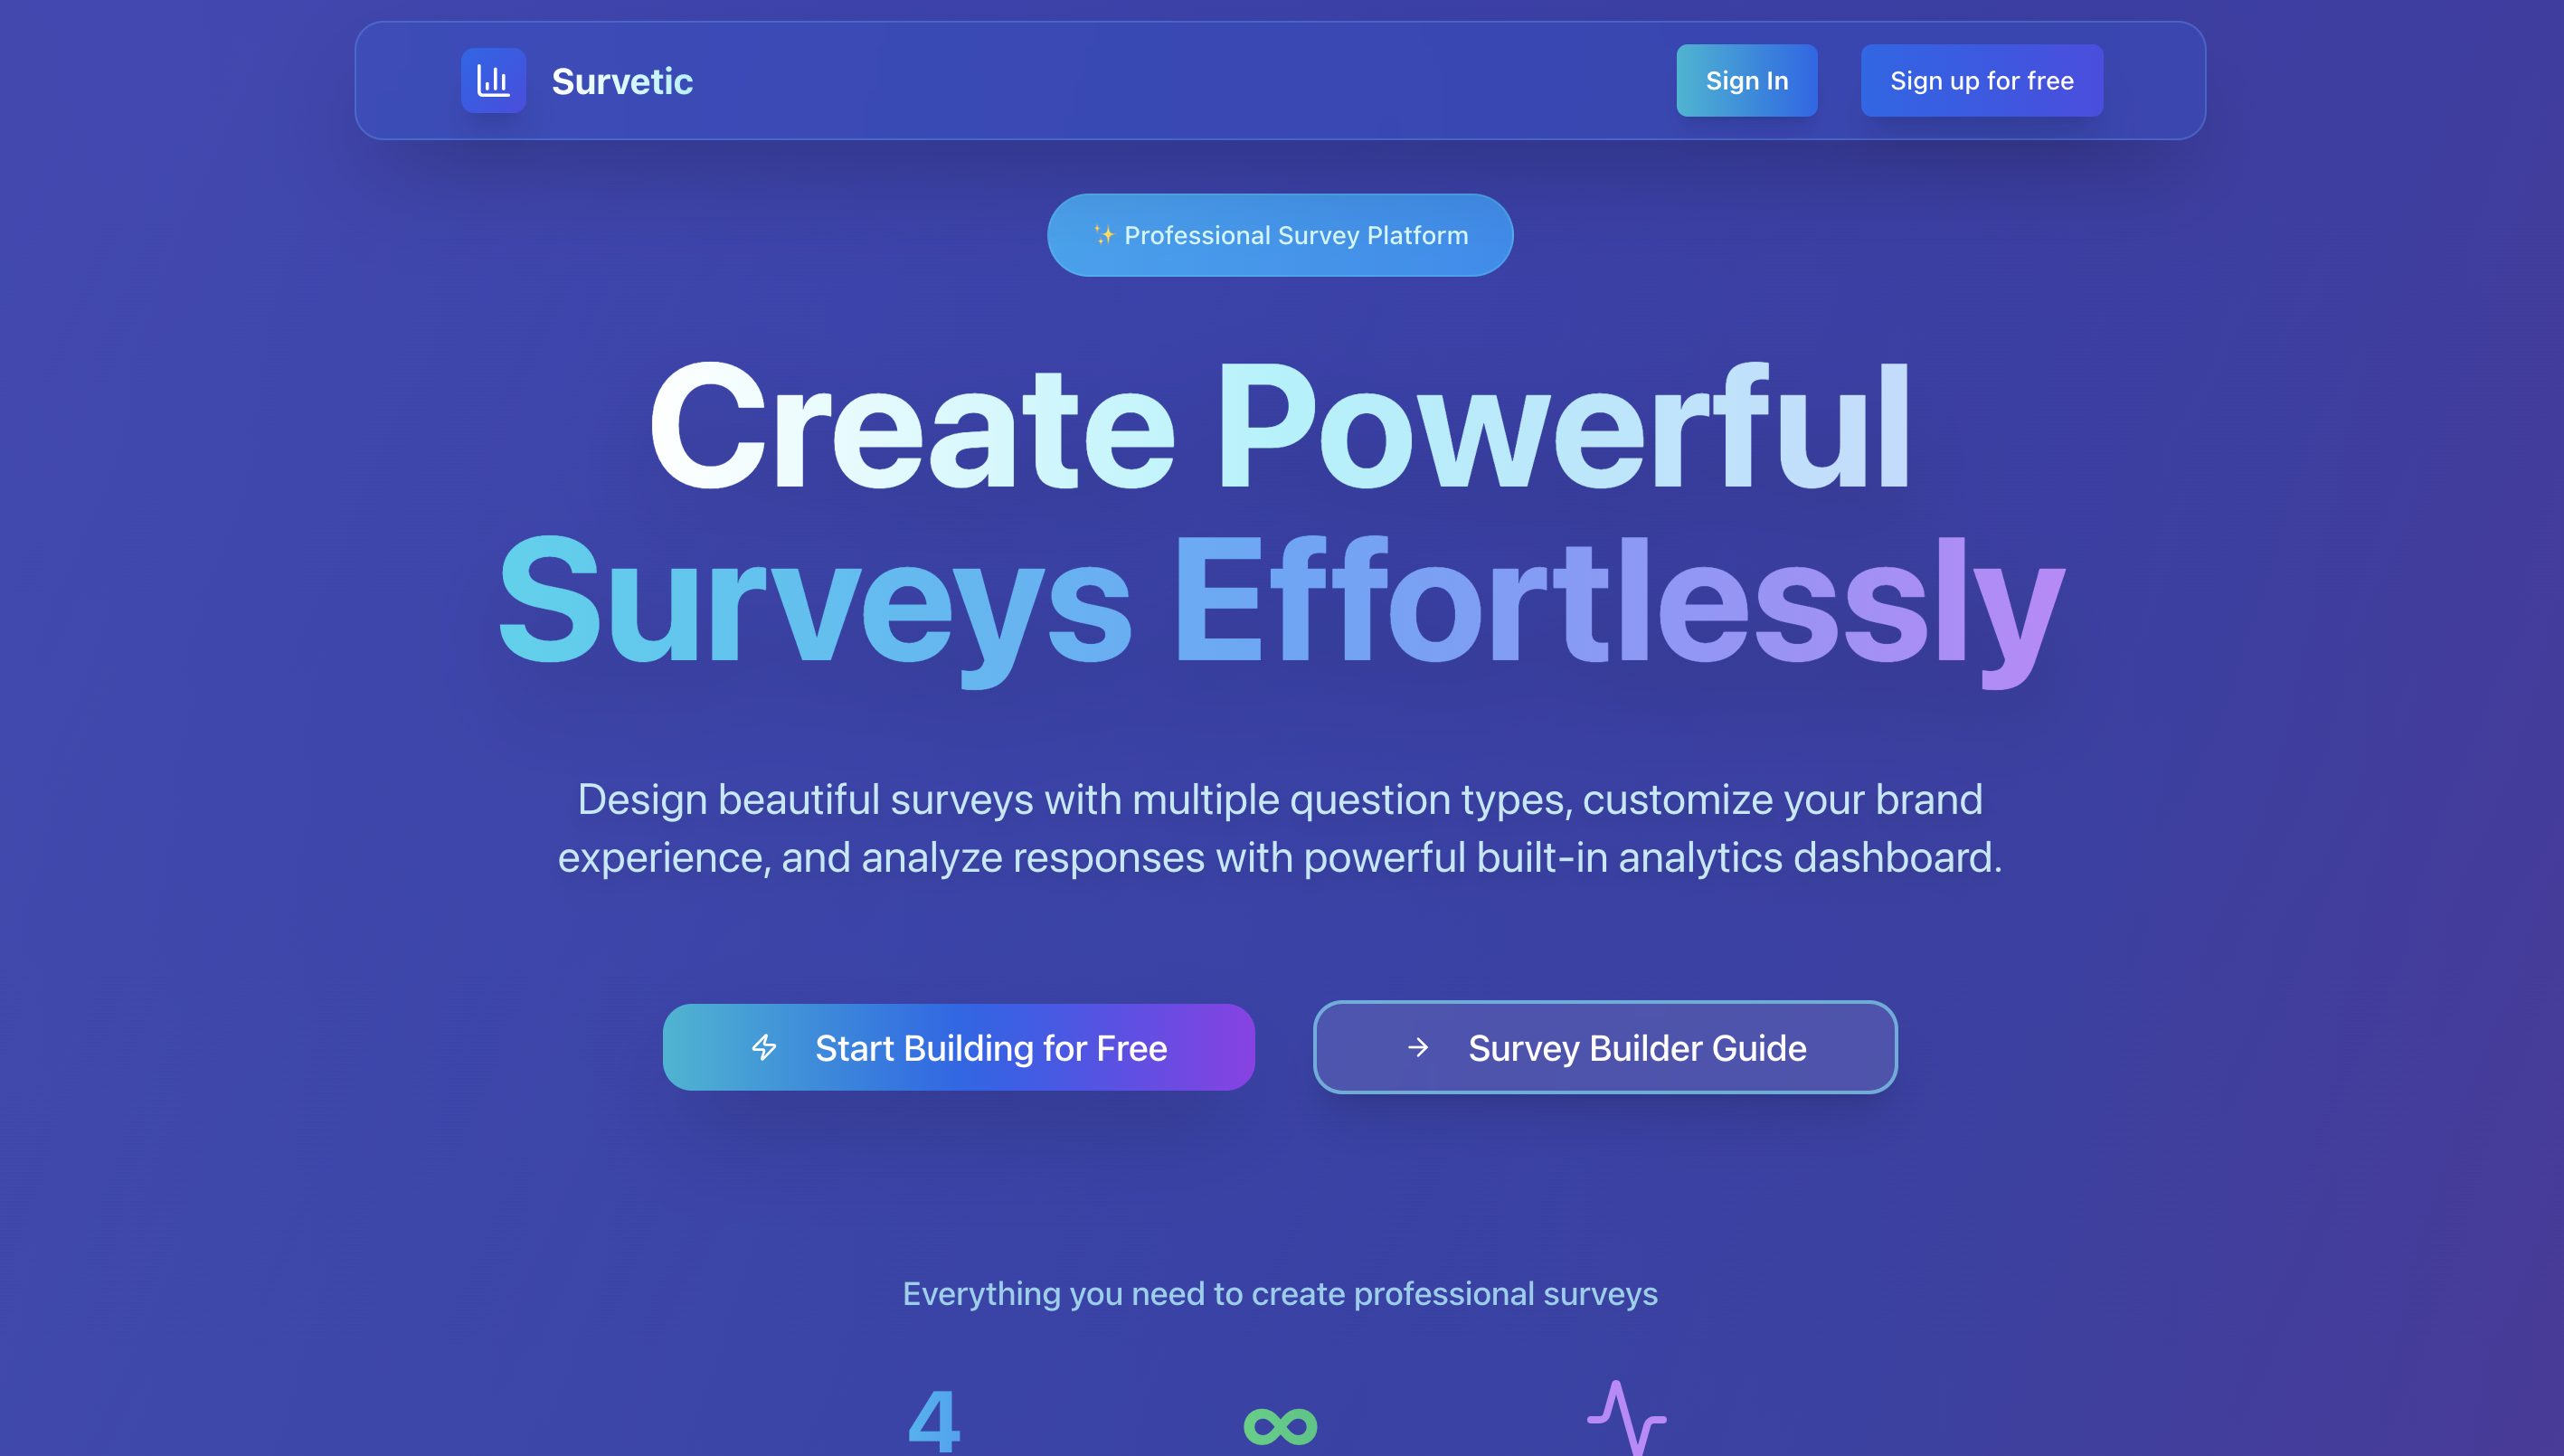 Survetic
Sign In
Sign up for free
✨ Professional Survey Platform
Create Powerful
Surveys Effortlessly
Design beautiful surveys with multiple question types, customize your brand
experience, and analyze responses with powerful built-in analytics dashboard.
Start Building for Free
Survey Builder Guide
Everything you need to create professional surveys
4
∞